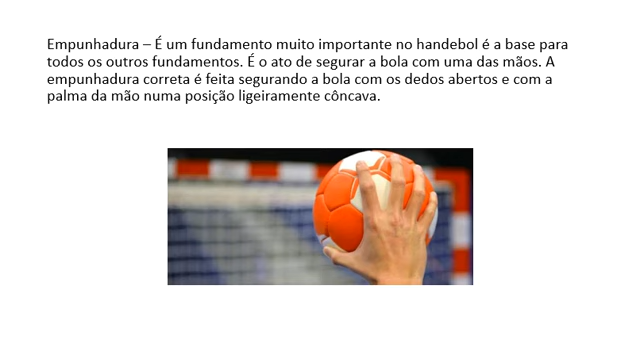 Empunhadura – É um fundamento muito importante no handebol é a base para
todos os outros fundamentos. É o ato de segurar a bola com uma das mãos. A
empunhadura correta é feita segurando a bola com os dedos abertos e com a
palma da mão numa posição ligeiramente côncava.